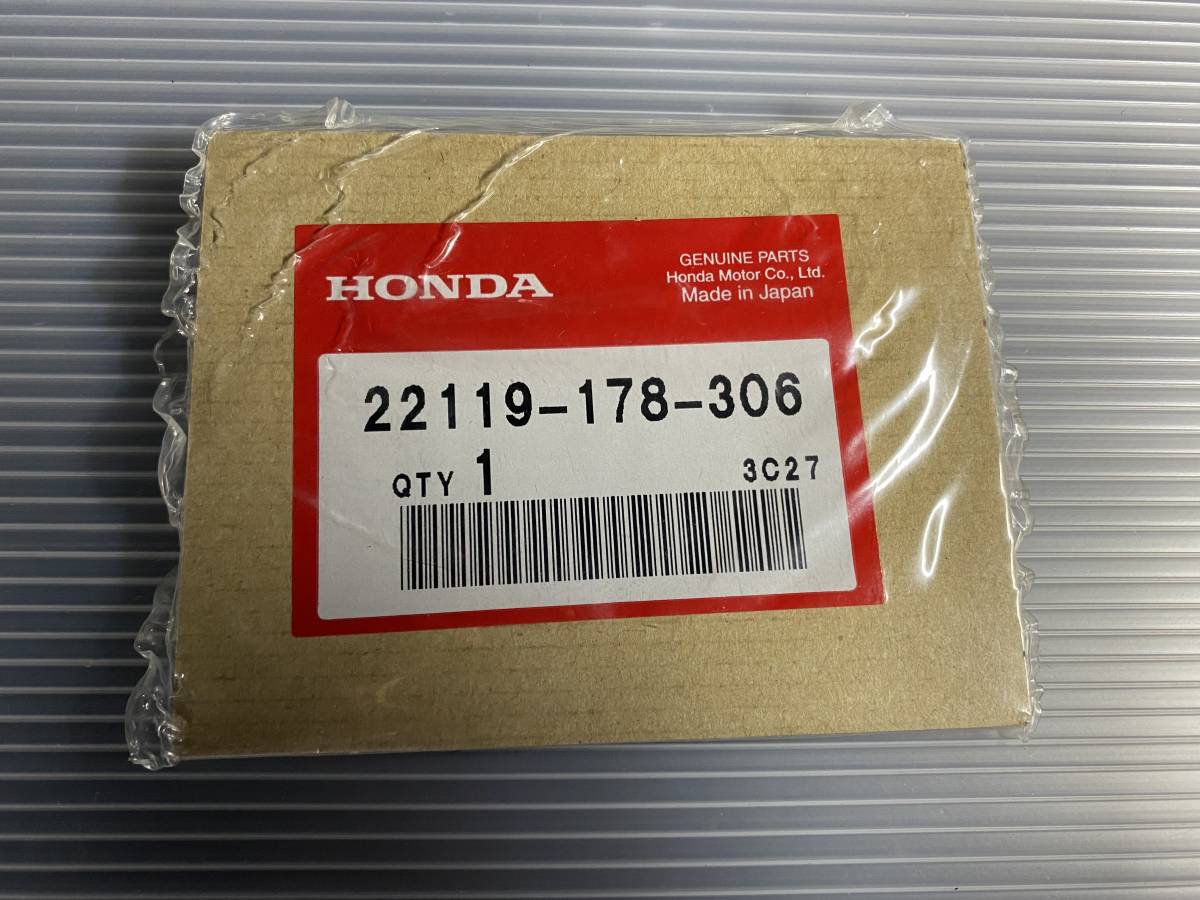 HONDA
GENUINE PARTS
Honda Motor Co., Ltd.
Made in Japan
22119-178-306
QTY 1
3C27